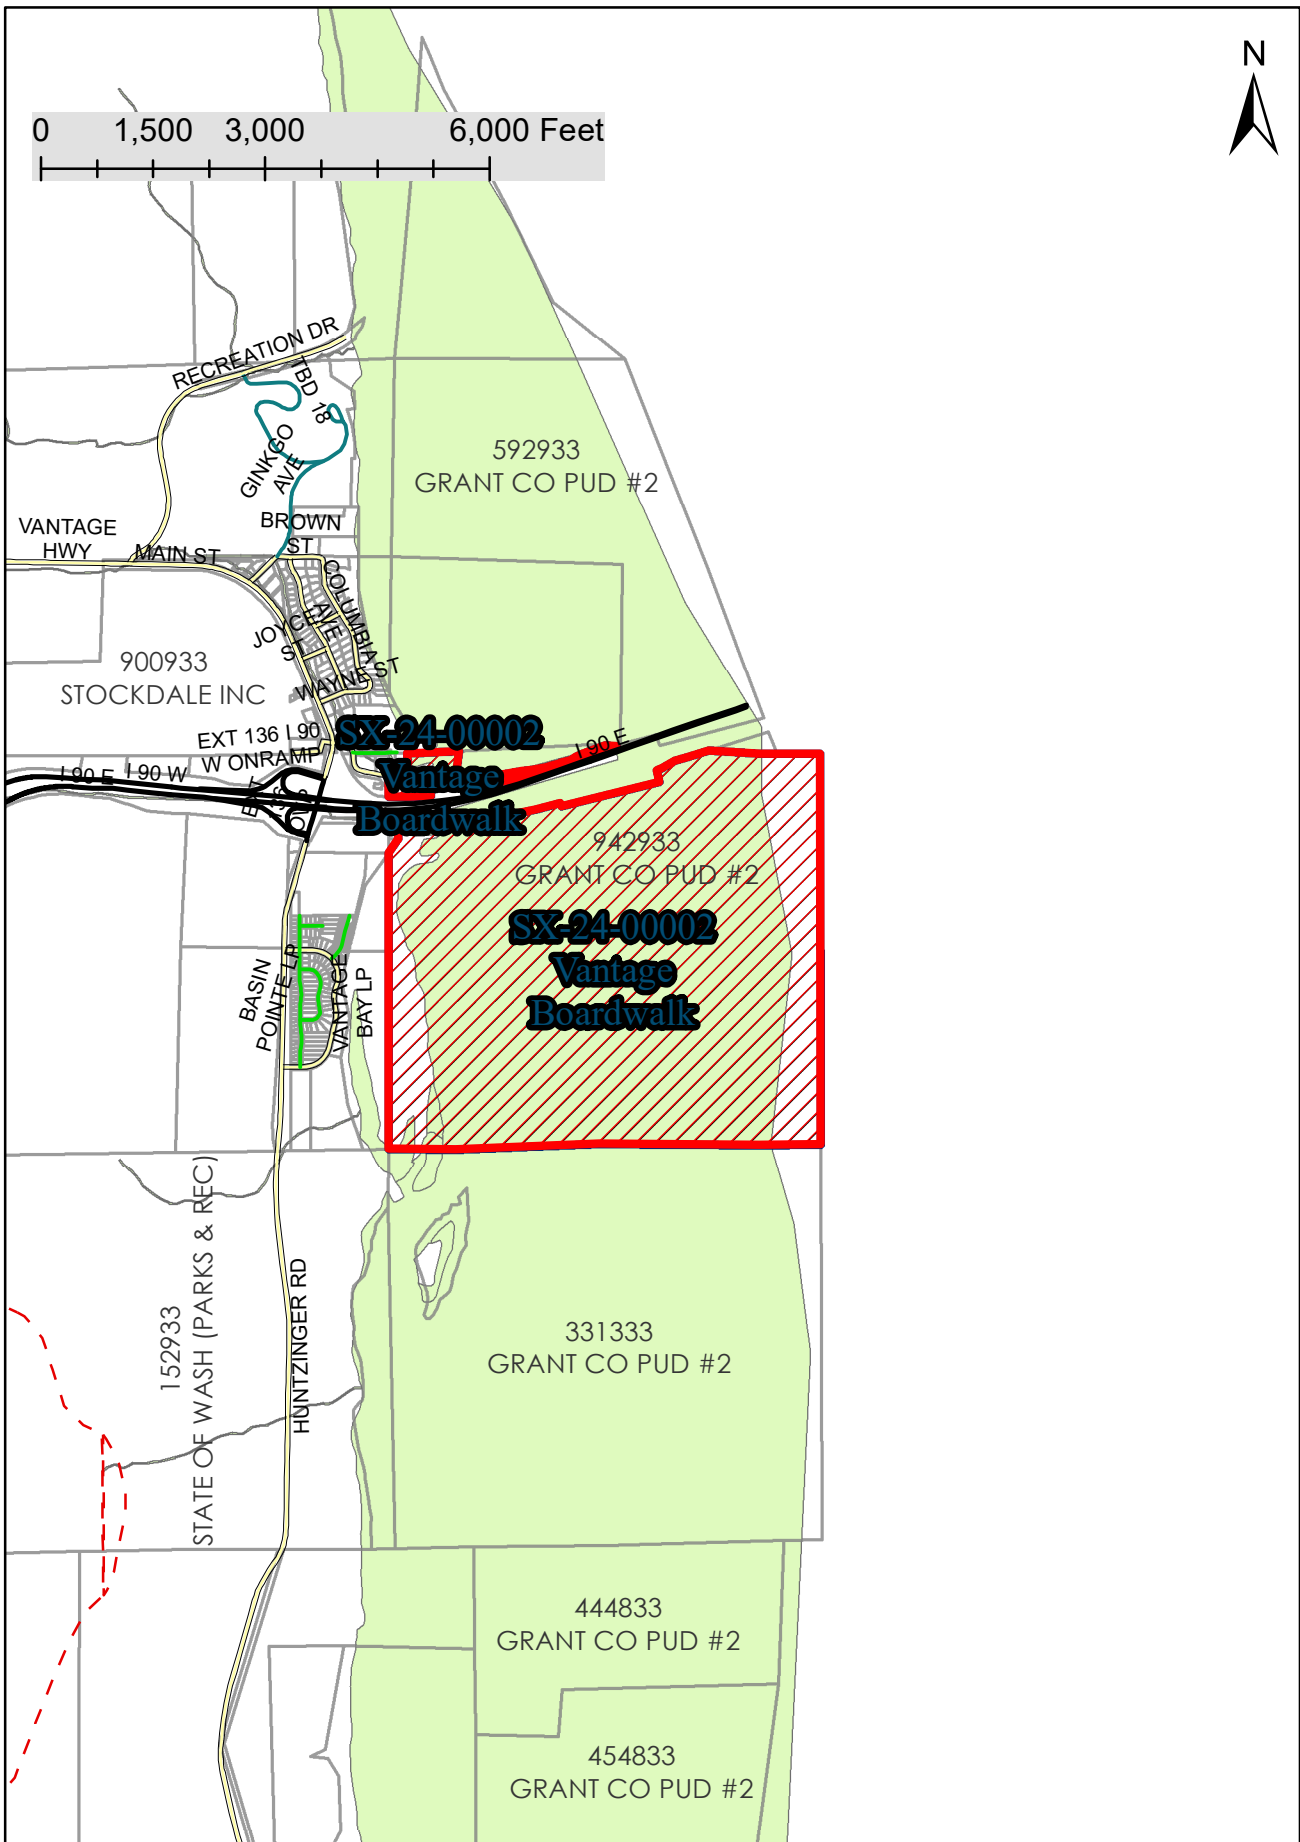 N
0 1,500 3,000 6,000 Feet
RECREATION DR
TBD 18
GINKGO
AVE
592933
GRANT CO PUD #2
VANTAGE
HWY
MAIN ST
BROWN
ST
COLUMBIA
AVE
JOYCE
ST
WAYNE ST
900933
STOCKDALE INC
EXT 136 I 90
W ONRAMP
SX-24-00002
Vantage
Boardwalk
I 90 E
I 90 E
I 90 W
EXT
136
942933
GRANT CO PUD #2
SX-24-00002
Vantage
Boardwalk
BASIN
POINTE LP
VANTAGE
BAY LP
152933
STATE OF WASH (PARKS & REC)
HUNTZINGER RD
331333
GRANT CO PUD #2
444833
GRANT CO PUD #2
454833
GRANT CO PUD #2